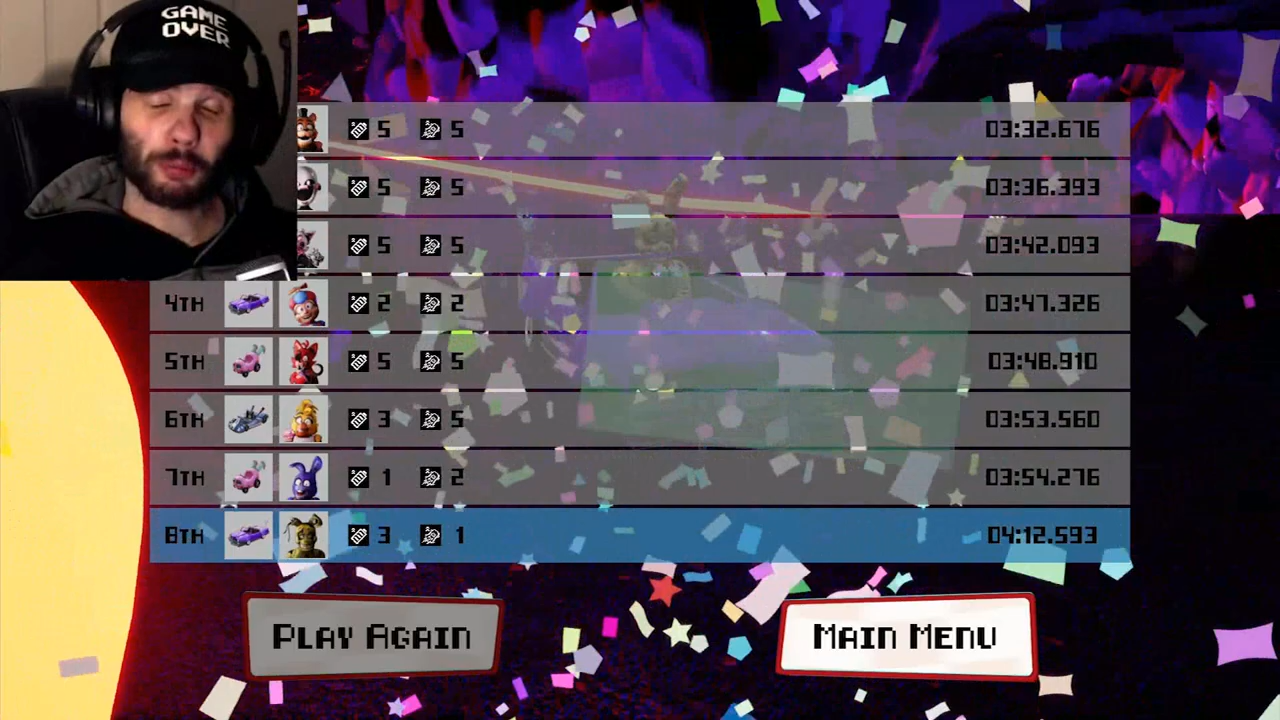 GAME
OVER
5 5 03:32.676
5 5 03:36.393
5 5 03:42.093
4TH 2 2 03:47.326
5TH 5 5 03:48.910
6TH 3 5 03:53.560
7TH 1 2 03:54.276
8TH 3 1 04:12.593
PLAY AGAIN MAIN MENU